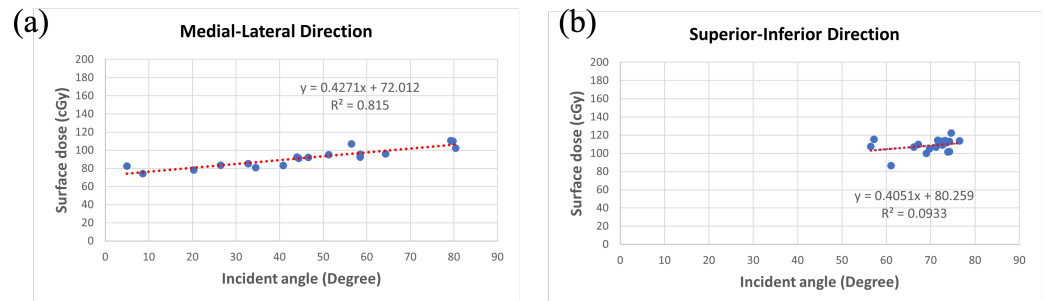 (a)
Medial-Lateral Direction
200
180
160
140
120
100
80
60
40
20
0
Surface dose (cGy)
y = 0.4271x + 72.012
R² = 0.815
0 10 20 30 40 50 60 70 80 90
Incident angle (Degree)
(b)
Superior-Inferior Direction
200
180
160
140
120
100
80
60
40
20
0
Surface dose (cGy)
y = 0.4051x + 80.259
R² = 0.0933
0 10 20 30 40 50 60 70 80 90
Incident angle (Degree)